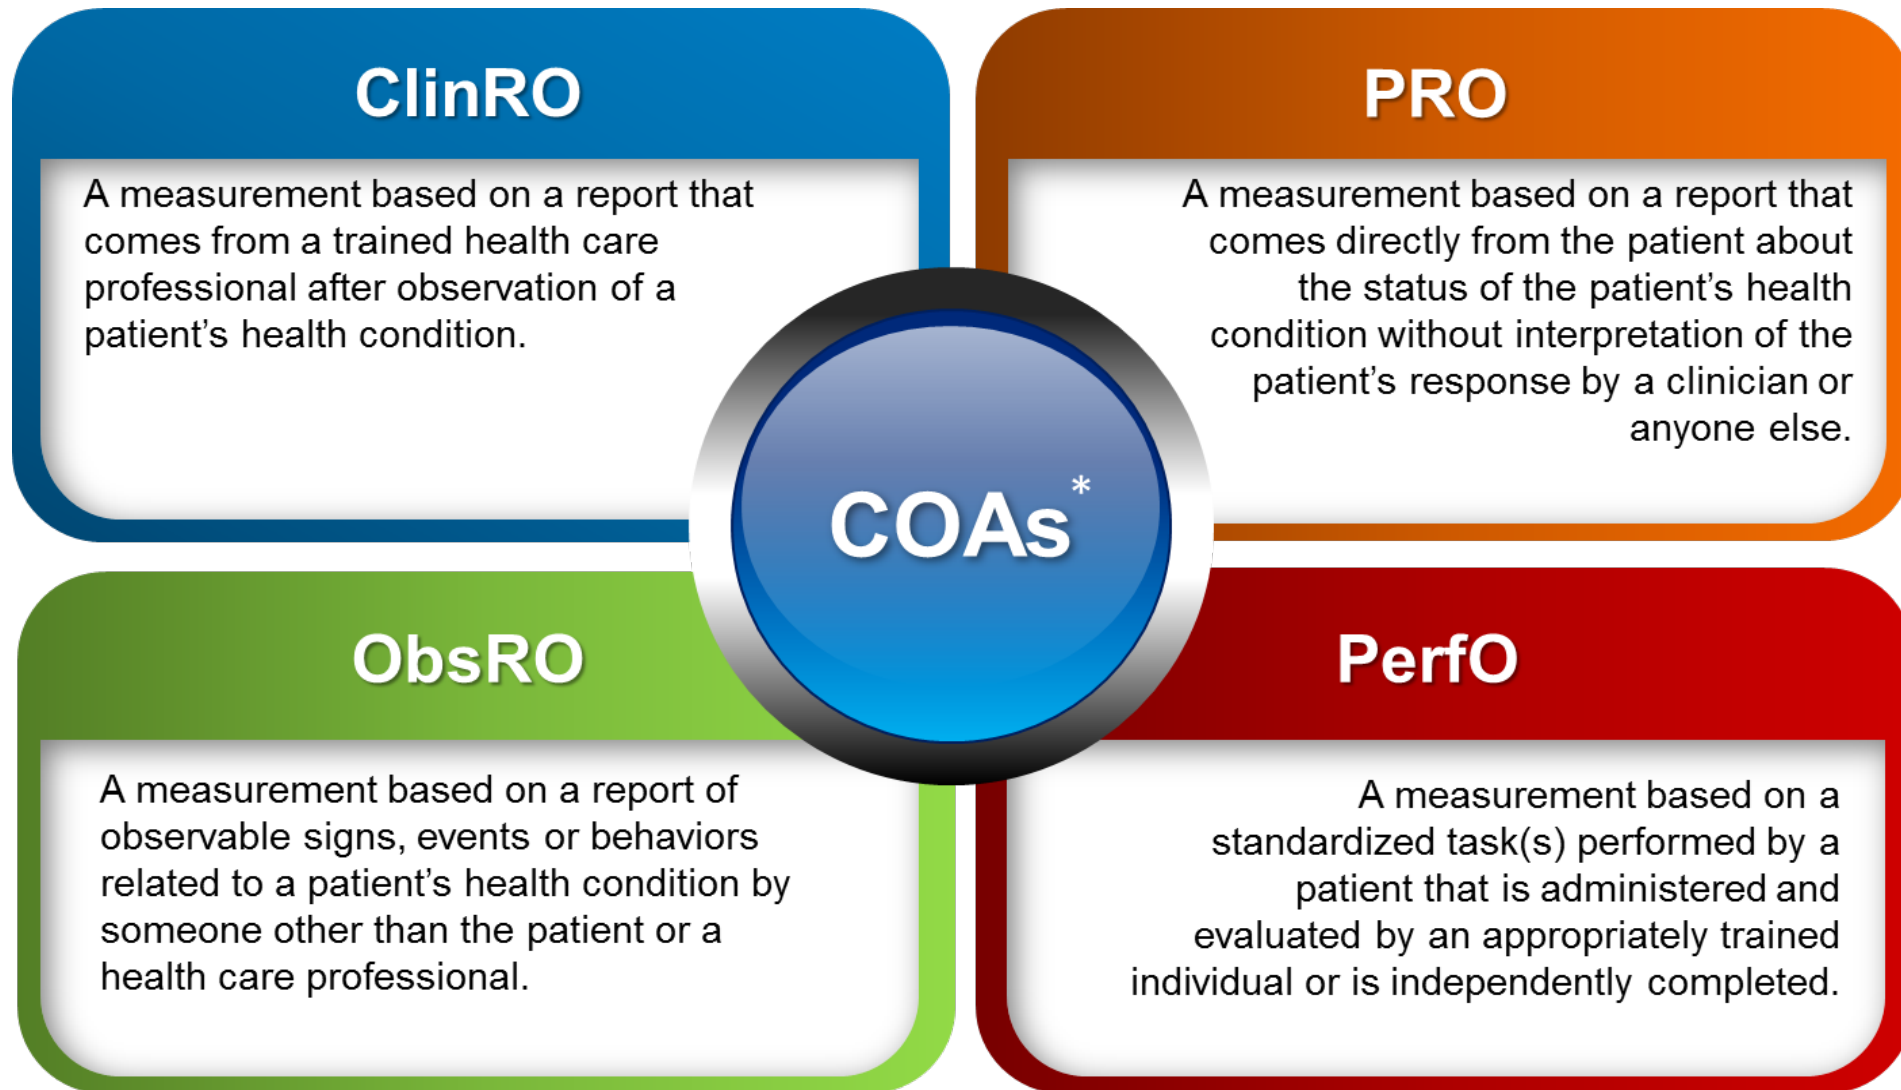 ClinRO
A measurement based on a report that
comes from a trained health care
professional after observation of a
patient’s health condition.
PRO
A measurement based on a report that
comes directly from the patient about
the status of the patient’s health
condition without interpretation of the
patient’s response by a clinician or
anyone else.
COAs*
ObsRO
A measurement based on a report of
observable signs, events or behaviors
related to a patient’s health condition by
someone other than the patient or a
health care professional.
PerfO
A measurement based on a
standardized task(s) performed by a
patient that is administered and
evaluated by an appropriately trained
individual or is independently completed.